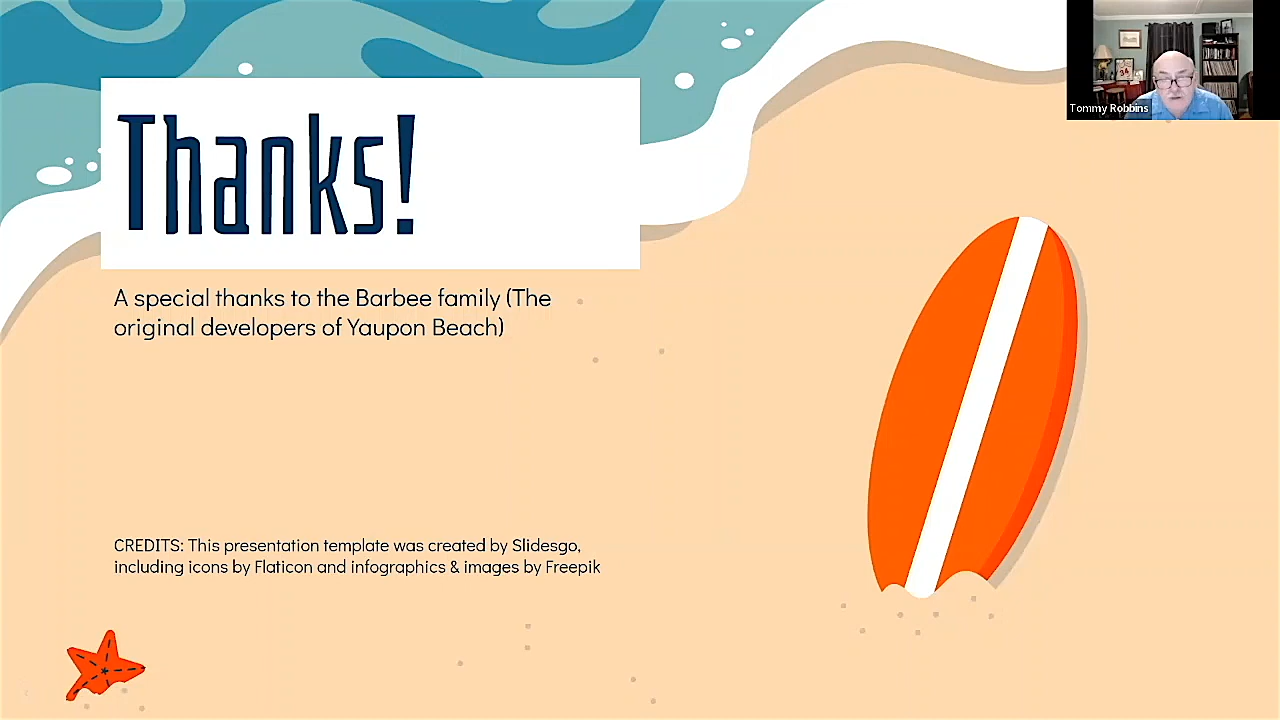 Tommy Robbins
Thanks!
A special thanks to the Barbee family (The
original developers of Yaupon Beach)
CREDITS: This presentation template was created by Slidesgo,
including icons by Flaticon and infographics & images by Freepik